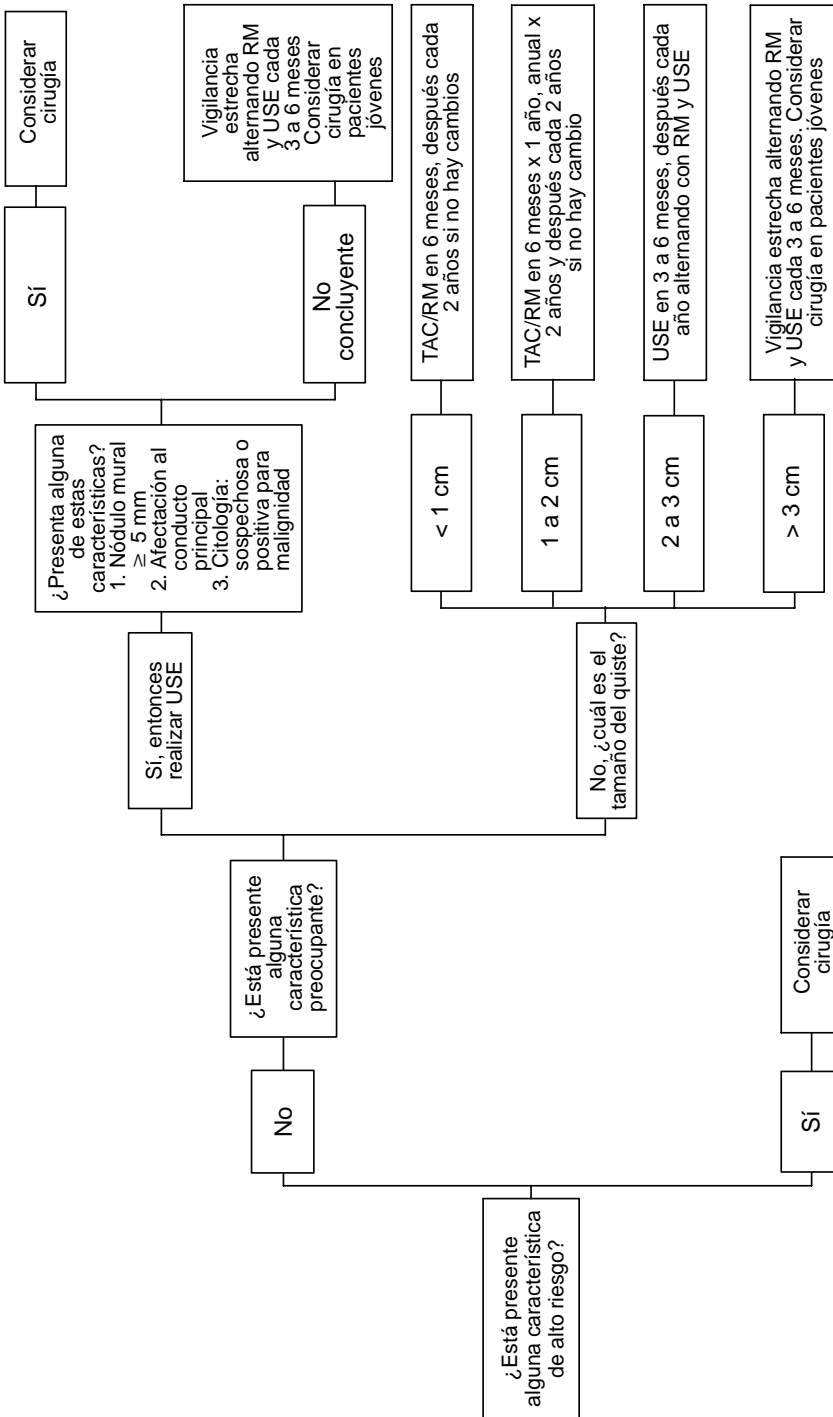 ¿Está presente
alguna característica
de alto riesgo?
No
Sí
Considerar
cirugía
¿Está presente
alguna
característica
preocupante?
Sí, entonces
realizar USE
¿Presenta alguna
de estas
características?
1. Nódulo mural
≥ 5 mm
2. Afectación al
conducto
principal
3. Citología:
sospechosa o
positiva para
malignidad
Sí
Considerar
cirugía
No
concluyente
Vigilancia
estrecha
alternando RM
y USE cada
3 a 6 meses
Considerar
cirugía en
pacientes
jóvenes
No, ¿cuál es el
tamaño del quiste?
< 1 cm
TAC/RM en 6 meses, después cada
2 años si no hay cambios
1 a 2 cm
TAC/RM en 6 meses x 1 año, anual x
2 años y después cada 2 años
si no hay cambio
2 a 3 cm
USE en 3 a 6 meses, después cada
año alternando con RM y USE
> 3 cm
Vigilancia estrecha alternando RM
y USE cada 3 a 6 meses. Considerar
cirugía en pacientes jóvenes